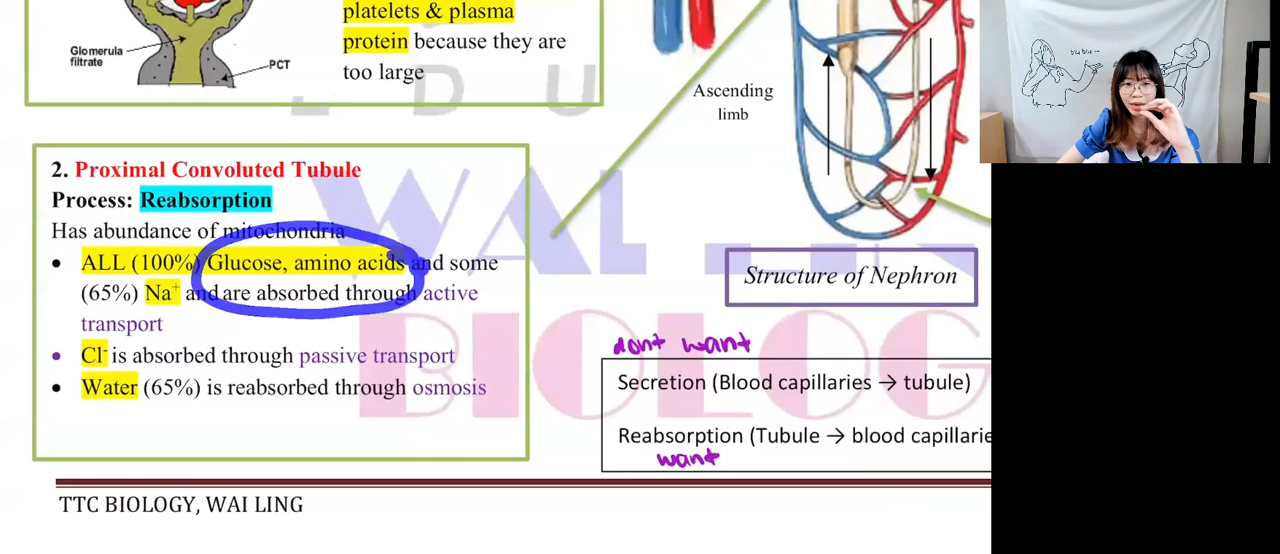 platelets & plasma
protein because they are
too large
Glomerula
filtrate
PCT
Ascending
limb
E D U
2. Proximal Convoluted Tubule
Process: Reabsorption
Has abundance of mitochondria
• ALL (100%) Glucose, amino acids and some
(65%) Na⁺ and are absorbed through active
transport
• Cl⁻ is absorbed through passive transport
• Water (65%) is reabsorbed through osmosis
WAI LIN
BIOLOG
Structure of Nephron
dont want
Secretion (Blood capillaries → tubule)
Reabsorption (Tubule → blood capillarie
want
TTC BIOLOGY, WAI LING